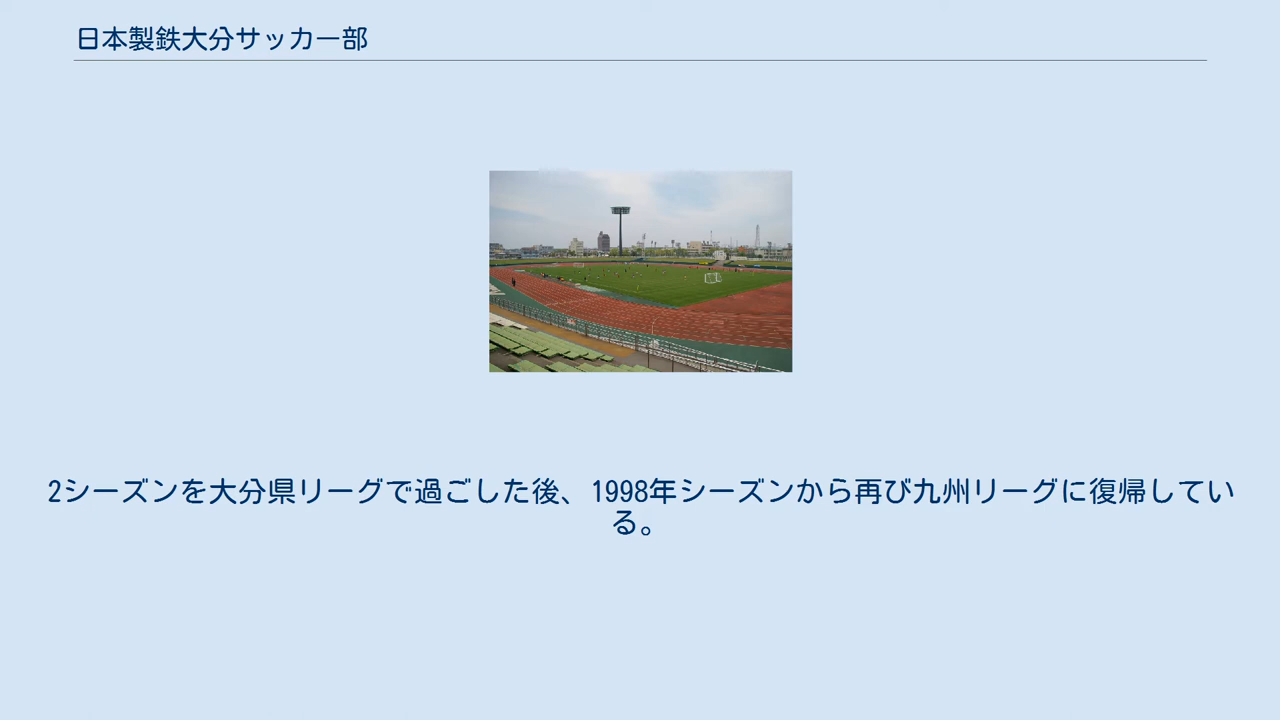 日本製鉄大分サッカー部
2シーズンを大分県リーグで過ごした後、1998年シーズンから再び九州リーグに復帰してい
る。